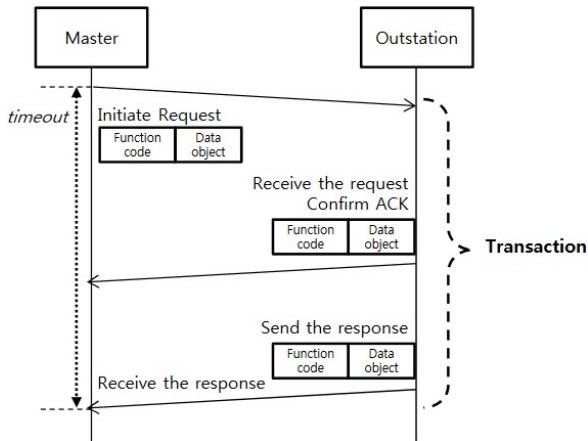 Master
Outstation
timeout
Initiate Request
Function code
Data object
Receive the request
Confirm ACK
Function code
Data object
Transaction
Send the response
Function code
Data object
Receive the response